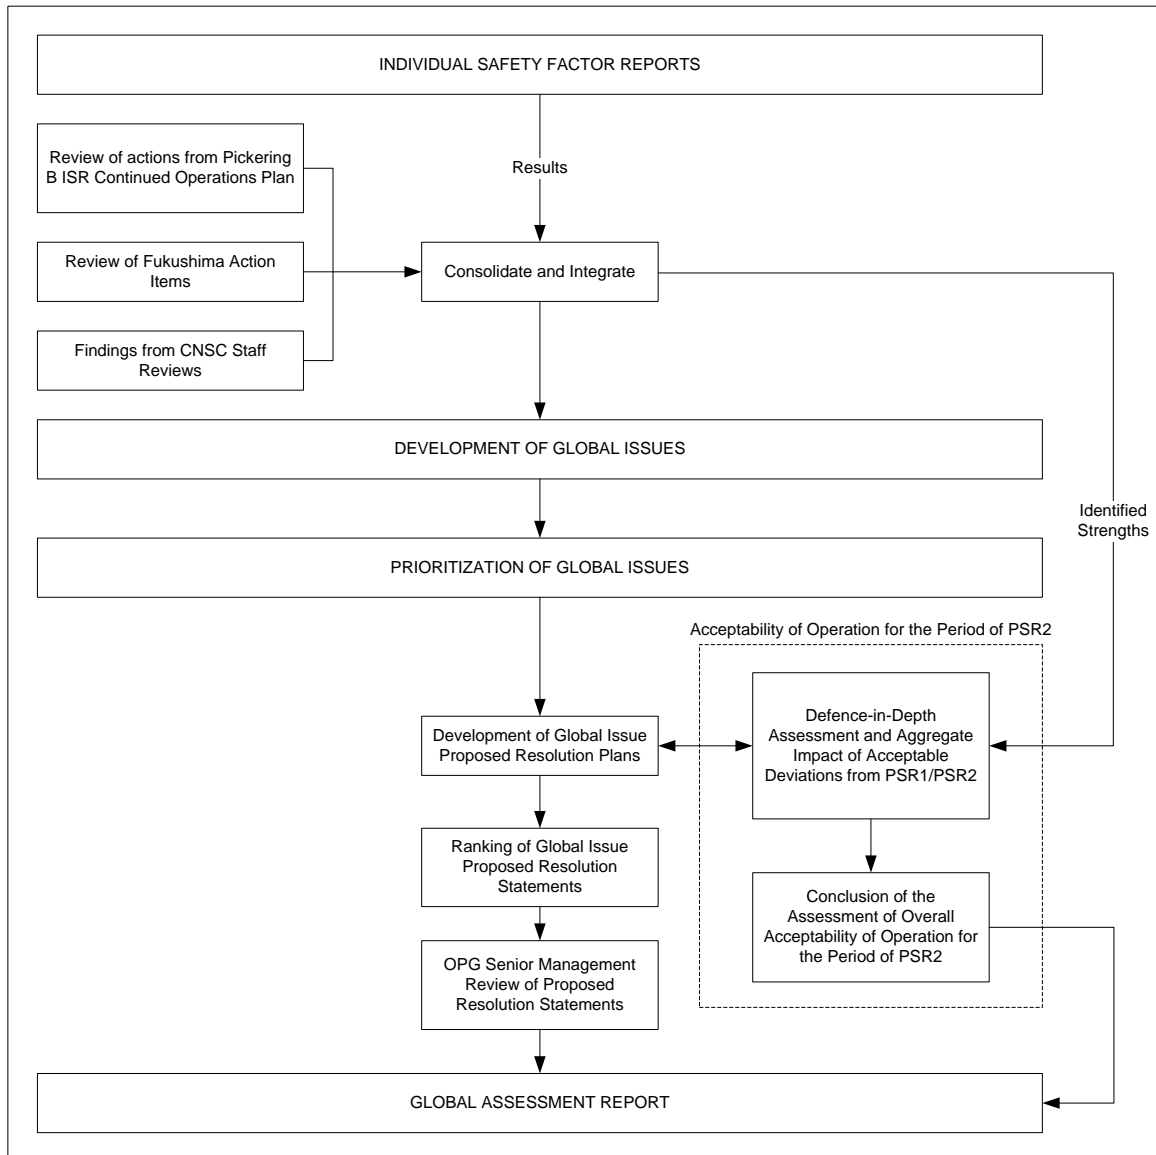 INDIVIDUAL SAFETY FACTOR REPORTS
Review of actions from Pickering
B ISR Continued Operations Plan
Results
Review of Fukushima Action
Items
Consolidate and Integrate
Findings from CNSC Staff
Reviews
DEVELOPMENT OF GLOBAL ISSUES
Identified
Strengths
PRIORITIZATION OF GLOBAL ISSUES
Acceptability of Operation for the Period of PSR2
Development of Global Issue
Proposed Resolution Plans
Defence-in-Depth
Assessment and Aggregate
Impact of Acceptable
Deviations from PSR1/PSR2
Ranking of Global Issue
Proposed Resolution
Statements
Conclusion of the
Assessment of Overall
Acceptability of Operation for
the Period of PSR2
OPG Senior Management
Review of Proposed
Resolution Statements
GLOBAL ASSESSMENT REPORT